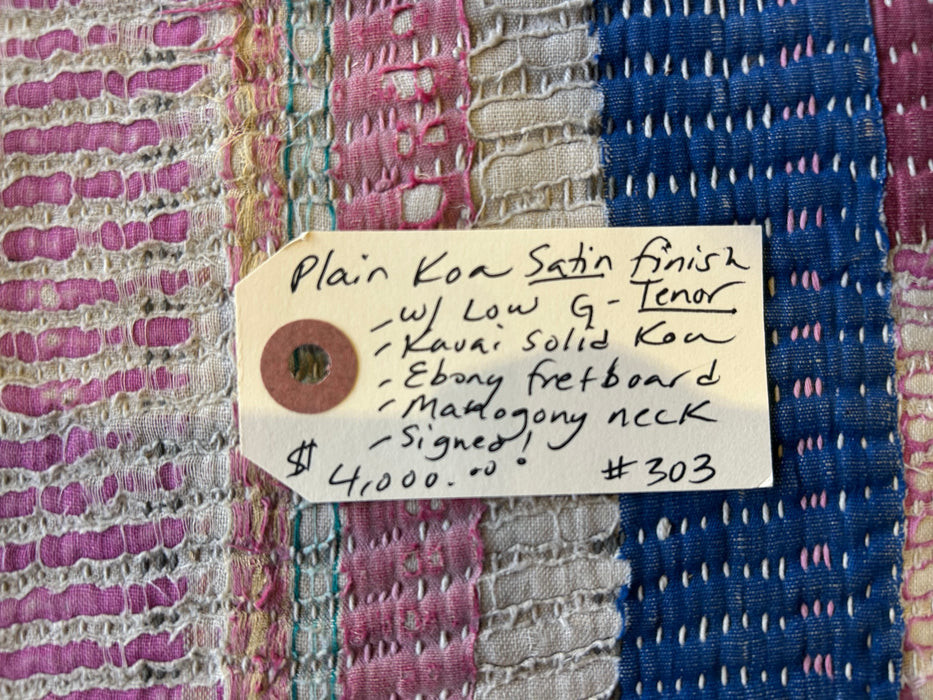 Plain Koa Satin finish
- w/ Low G - Tenor
- Kauai Solid Koa
- Ebony fretboard
- Mahogony neck
- Signed!
$ 4,000.00
#303